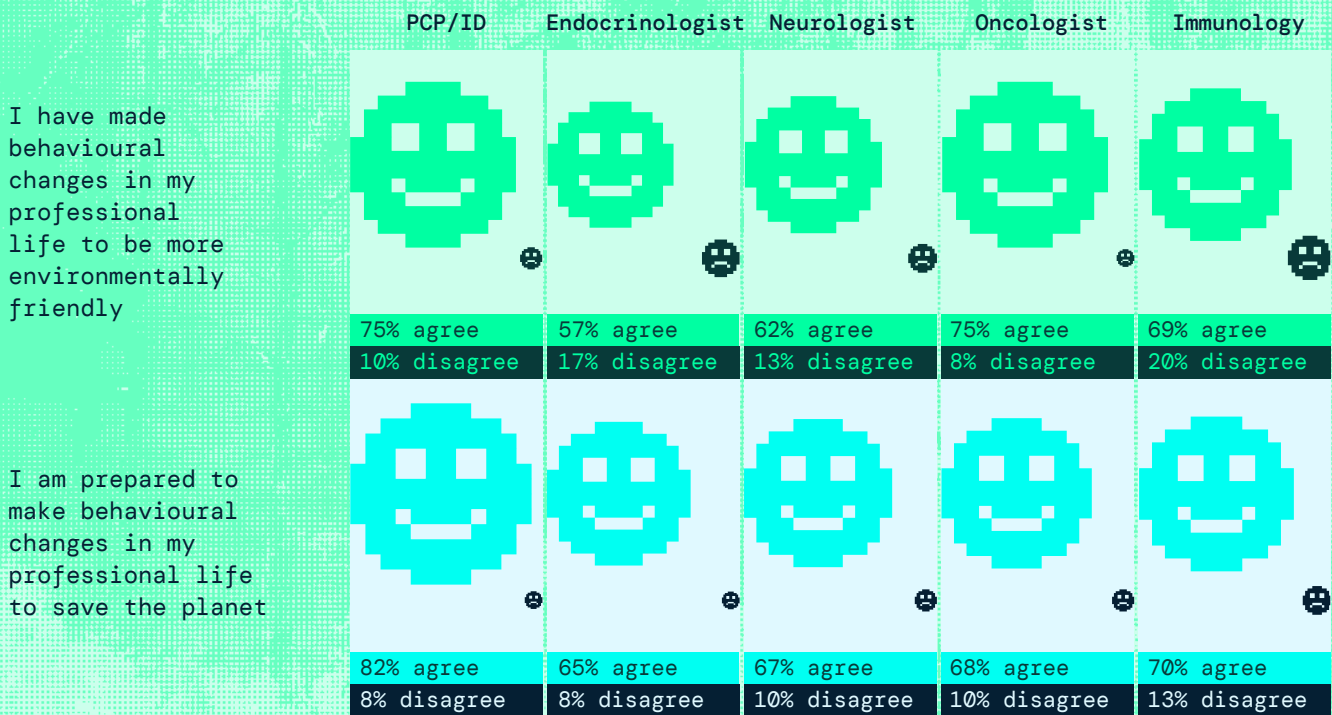 PCP/ID Endocrinologist Neurologist Oncologist Immunology
I have made
behavioural
changes in my
professional
life to be more
environmentally
friendly
75% agree 57% agree 62% agree 75% agree 69% agree
10% disagree 17% disagree 13% disagree 8% disagree 20% disagree
I am prepared to
make behavioural
changes in my
professional life
to save the planet
82% agree 65% agree 67% agree 68% agree 70% agree
8% disagree 8% disagree 10% disagree 10% disagree 13% disagree